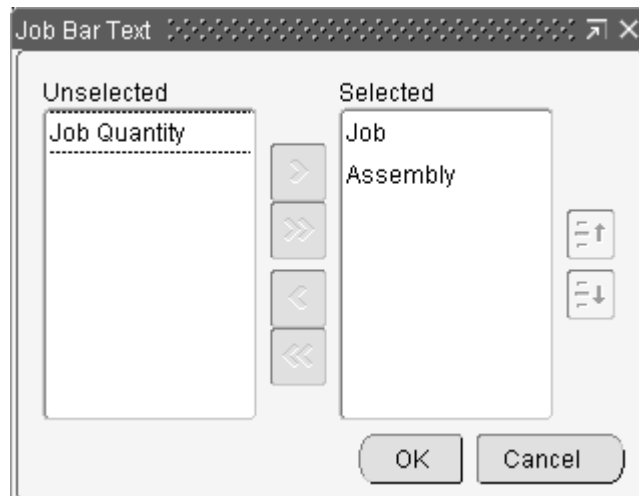 Job Bar Text
Unselected
Selected
Job Quantity
Job
Assembly
OK
Cancel